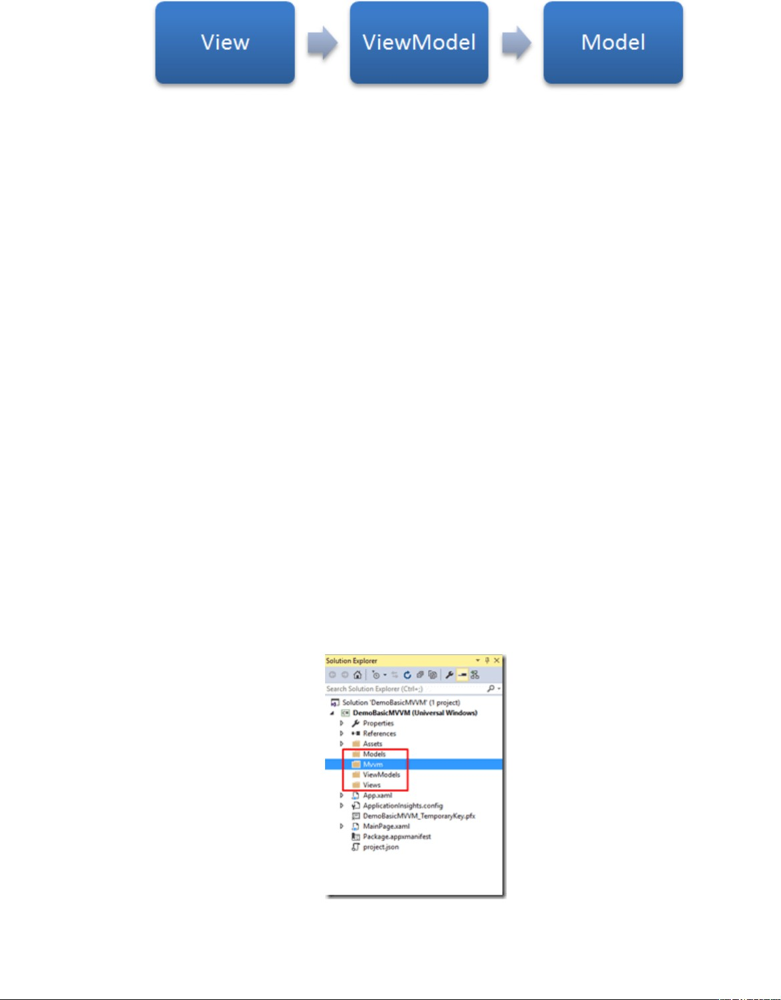 View ViewModel Model
Solution Explorer
Search Solution Explorer (Ctrl+;)
Solution 'DemoBasicMVVM' (1 project)
DemoBasicMVVM (Universal Windows)
Properties
References
Assets
Models
Mvvm
ViewModels
Views
App.xaml
ApplicationInsights.config
DemoBasicMVVM_TemporaryKey.pfx
MainPage.xaml
Package.appxmanifest
project.json